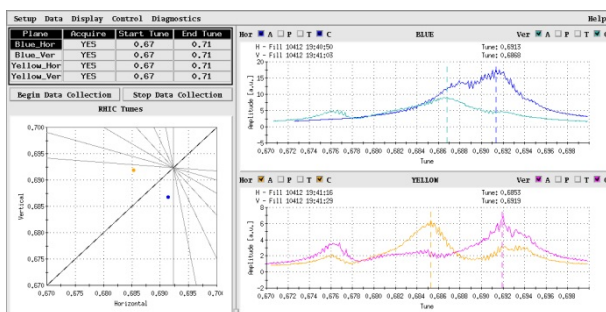 Setup Data Display Control Diagnostics Help
Plane Acquire Start Tune End Tune
Blue_Hor YES 0.67 0.71
Blue_Ver YES 0.67 0.71
Yellow_Hor YES 0.67 0.71
Yellow_Ver YES 0.67 0.71
Begin Data Collection Stop Data Collection
RHIC Tunes
0,700
0,695
0,690
0,685
0,680
0,675
0,670
Vertical
0,670 0,675 0,680 0,685 0,690 0,695 0,700
Horizontal
Hor A P T C BLUE Ver A P T C
H - Fill 10412 19:40:50 Tune: 0,6913
V - Fill 10412 19:41:03 Tune: 0,6868
20
15
10
5
0
-5
Amplitude [a.u.]
0,670 0,672 0,674 0,676 0,678 0,680 0,682 0,684 0,686 0,688 0,690 0,692 0,694 0,696 0,698
Tune
Hor A P T C YELLOW Ver A P T C
H - Fill 10412 19:41:16 Tune: 0,6853
V - Fill 10412 19:41:29 Tune: 0,6919
8
6
4
2
0
-2
Amplitude [a.u.]
0,670 0,672 0,674 0,676 0,678 0,680 0,682 0,684 0,686 0,688 0,690 0,692 0,694 0,696 0,698
Tune